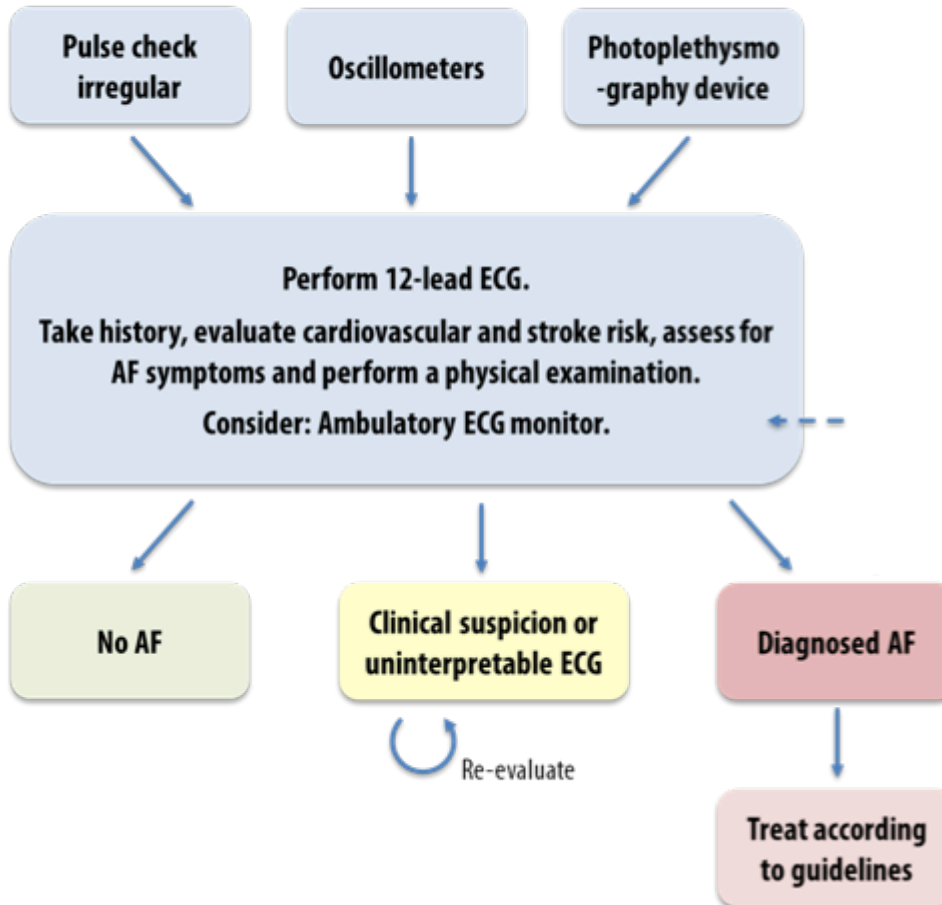 Pulse check
irregular
Oscillometers
Photoplethysmo
-graphy device
Perform 12-lead ECG.
Take history, evaluate cardiovascular and stroke risk, assess for
AF symptoms and perform a physical examination.
Consider: Ambulatory ECG monitor.
No AF
Clinical suspicion or
uninterpretable ECG
Diagnosed AF
Re-evaluate
Treat according
to guidelines